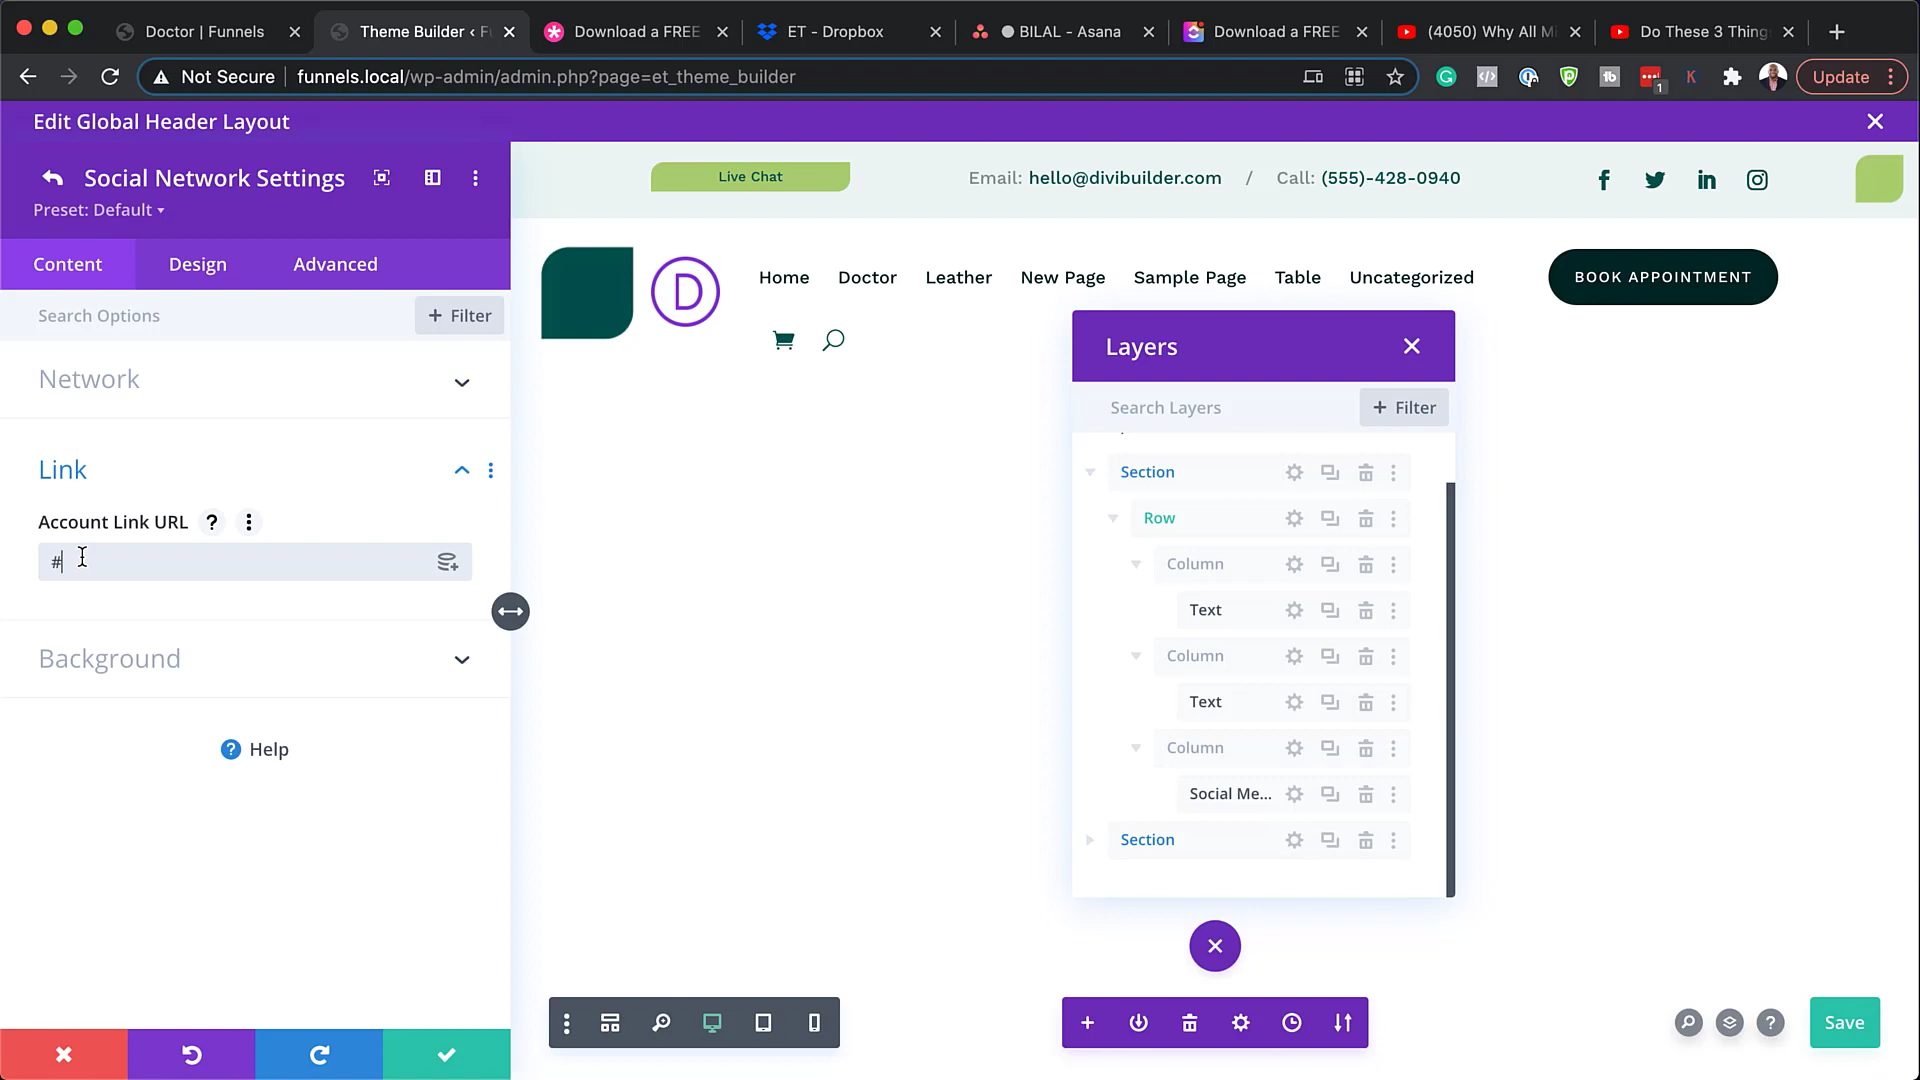 Doctor | Funnels
Theme Builder ‹ F
Download a FREE
ET - Dropbox
BILAL - Asana
Download a FREE
(4050) Why All Mi
Do These 3 Thing
Not Secure
funnels.local/wp-admin/admin.php?page=et_theme_builder
1
Update
Edit Global Header Layout
Social Network Settings
Preset: Default
Content
Design
Advanced
Search Options
+ Filter
Network
Link
Account Link URL
#
Background
? Help
Live Chat
Email: hello@divibuilder.com / Call: (555)-428-0940
D
Home
Doctor
Leather
New Page
Sample Page
Table
Uncategorized
BOOK APPOINTMENT
Layers
Search Layers
+ Filter
Section
Row
Column
Text
Column
Text
Column
Social Me...
Section
Save